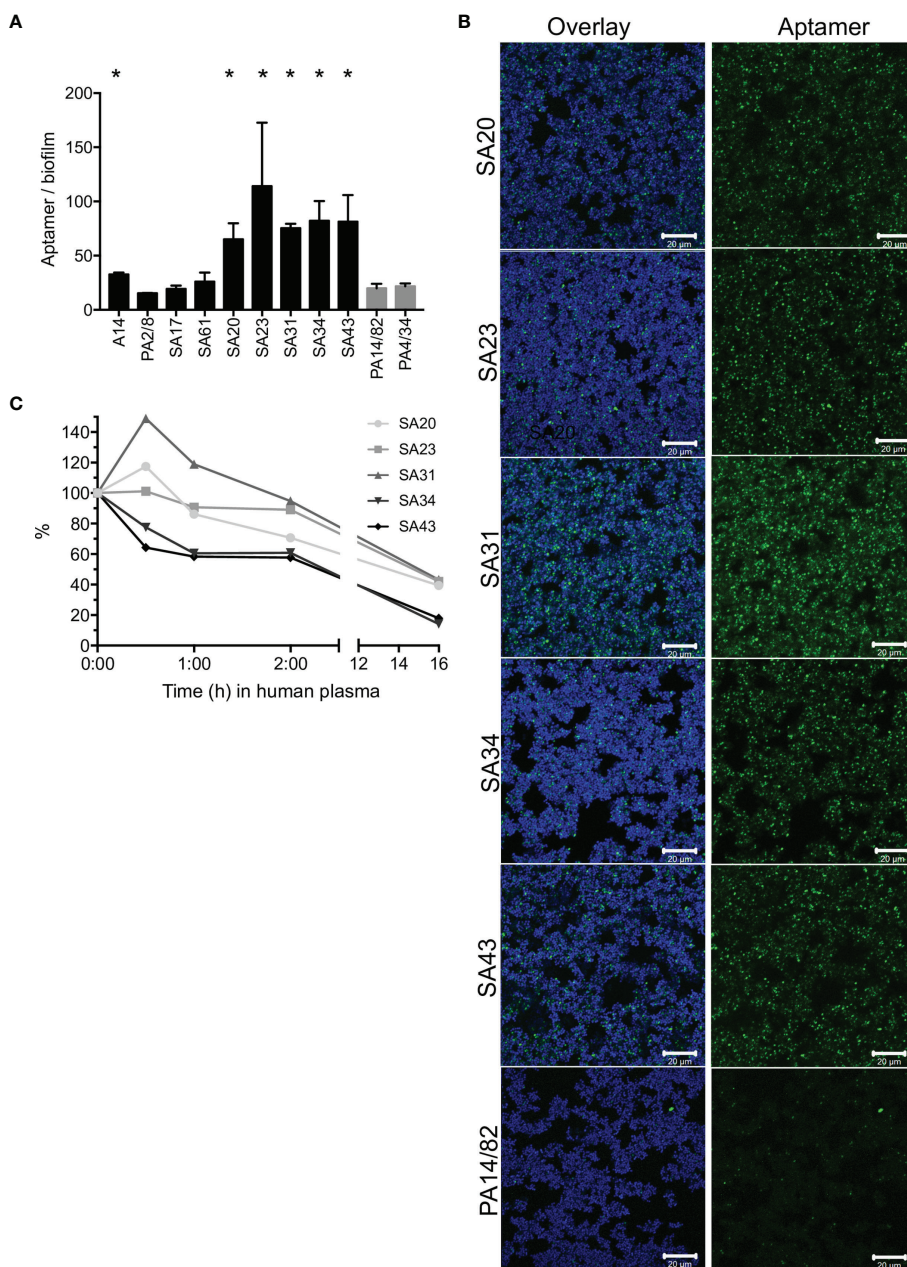 A
* * * * * *
200
150
100
50
0
Aptamer / biofilm
A14
PA2/8
SA17
SA61
SA20
SA23
SA31
SA34
SA43
PA14/82
PA4/34
B
Overlay
Aptamer
SA20
20 µm
20 µm
SA23
SA20
20 µm
20 µm
SA31
20 µm
20 µm
SA34
20 µm
20 µm
SA43
20 µm
20 µm
PA14/82
20 µm
20 µm
C
140
120
100
80
60
40
20
0
%
SA20
SA23
SA31
SA34
SA43
0:00 1:00 2:00 12 14 16
Time (h) in human plasma